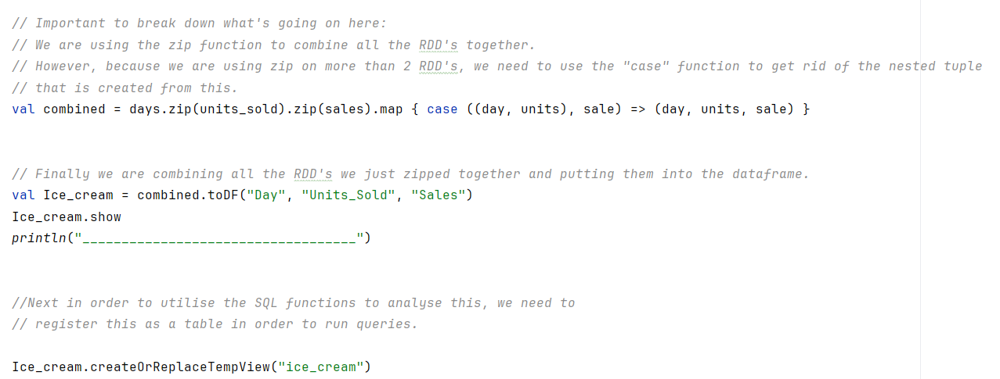 // Important to break down what's going on here:
// We are using the zip function to combine all the RDD's together.
// However, because we are using zip on more than 2 RDD's, we need to use the "case" function to get rid of the nested tuple
// that is created from this.
val combined = days.zip(units_sold).zip(sales).map { case ((day, units), sale) => (day, units, sale) }
// Finally we are combining all the RDD's we just zipped together and putting them into the dataframe.
val Ice_cream = combined.toDF("Day", "Units_Sold", "Sales")
Ice_cream.show
println("___________________________________")
//Next in order to utilise the SQL functions to analyse this, we need to
// register this as a table in order to run queries.
Ice_cream.createOrReplaceTempView("ice_cream")